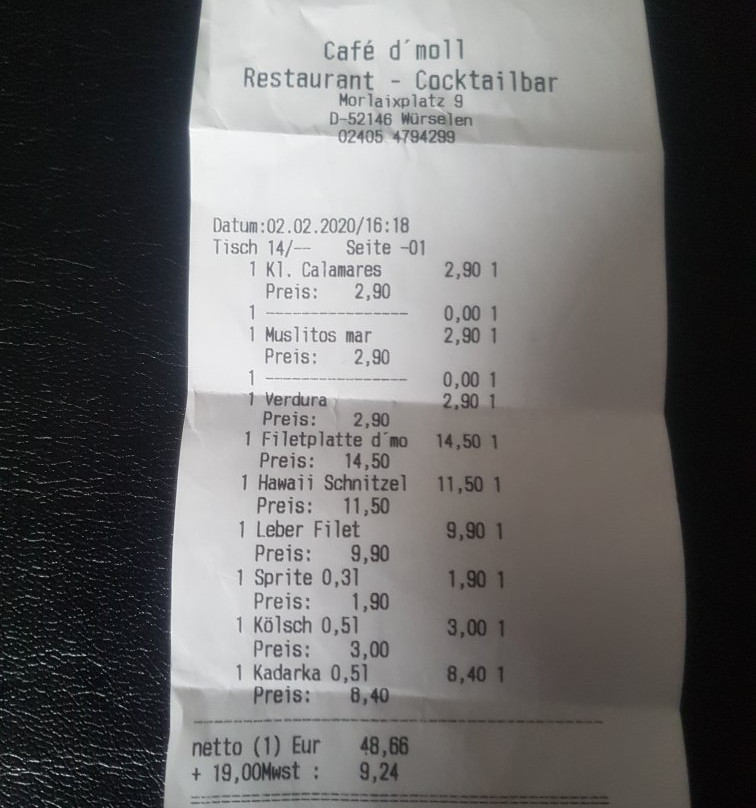 Café d´moll
Restaurant - Cocktailbar
Morlaixplatz 9
D-52146 Würselen
02405 4794299
Datum:02.02.2020/16:18
Tisch 14/-- Seite -01
1 Kl. Calamares 2,90 1
Preis: 2,90
1 ---------------- 0,00 1
1 Muslitos mar 2,90 1
Preis: 2,90
1 ---------------- 0,00 1
1 Verdura 2,90 1
Preis: 2,90
1 Filetplatte d´mo 14,50 1
Preis: 14,50
1 Hawaii Schnitzel 11,50 1
Preis: 11,50
1 Leber Filet 9,90 1
Preis: 9,90
1 Sprite 0,3l 1,90 1
Preis: 1,90
1 Kölsch 0,5l 3,00 1
Preis: 3,00
1 Kadarka 0,5l 8,40 1
Preis: 8,40
netto (1) Eur 48,66
+ 19,00Mwst : 9,24